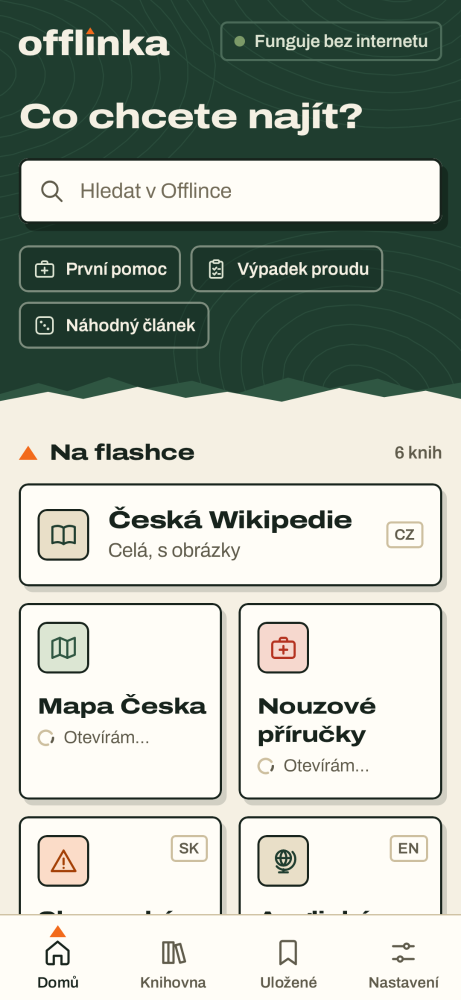 offlinka
Funguje bez internetu
Co chcete najít?
Hledat v Offlince
První pomoc
Výpadek proudu
Náhodný článek
Na flashce
6 knih
Česká Wikipedie
Celá, s obrázky
CZ
Mapa Česka
Otevírám...
Nouzové
příručky
Otevírám...
SK
EN
Domů
Knihovna
Uložené
Nastavení